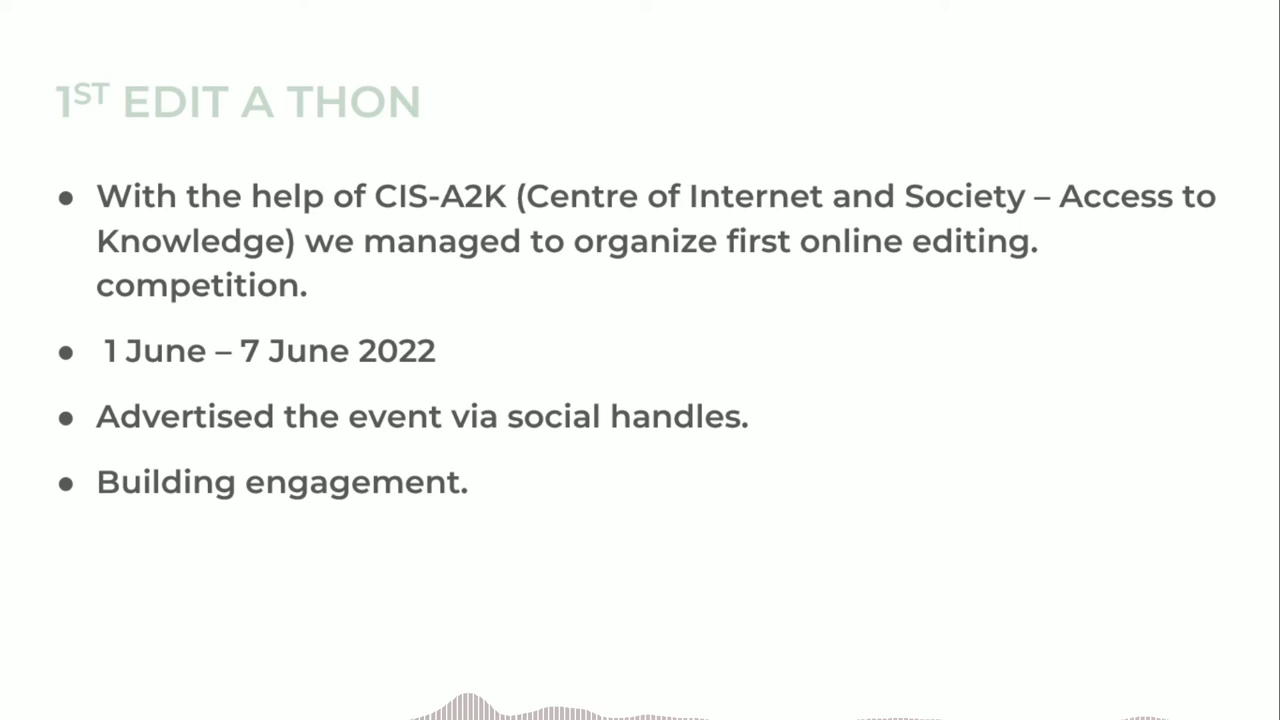 1ST EDIT A THON
● With the help of CIS-A2K (Centre of Internet and Society – Access to
Knowledge) we managed to organize first online editing.
competition.
● 1 June – 7 June 2022
● Advertised the event via social handles.
● Building engagement.